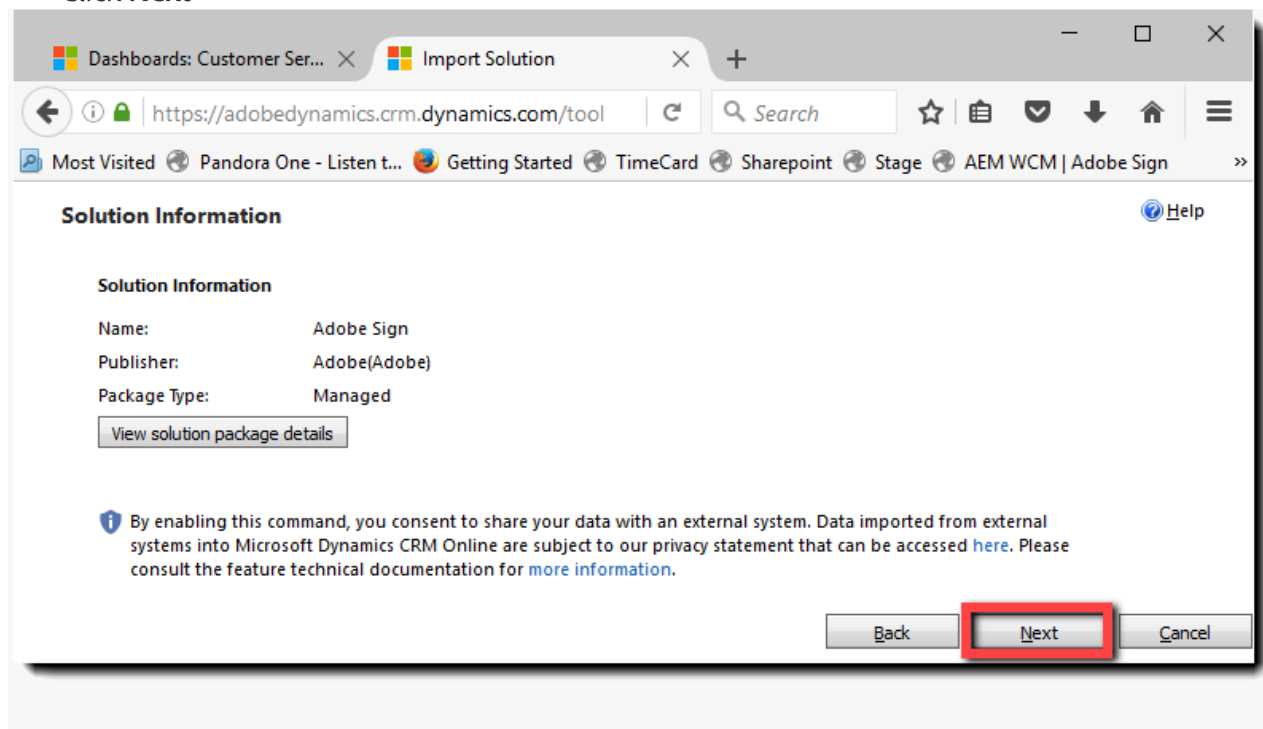 Dashboards: Customer Ser... Import Solution
https://adobedynamics.crm.dynamics.com/tool Search
Most Visited Pandora One - Listen t... Getting Started TimeCard Sharepoint Stage AEM WCM | Adobe Sign »
Solution Information Help
Solution Information
Name: Adobe Sign
Publisher: Adobe(Adobe)
Package Type: Managed
View solution package details
By enabling this command, you consent to share your data with an external system. Data imported from external
systems into Microsoft Dynamics CRM Online are subject to our privacy statement that can be accessed here. Please
consult the feature technical documentation for more information.
Back Next Cancel